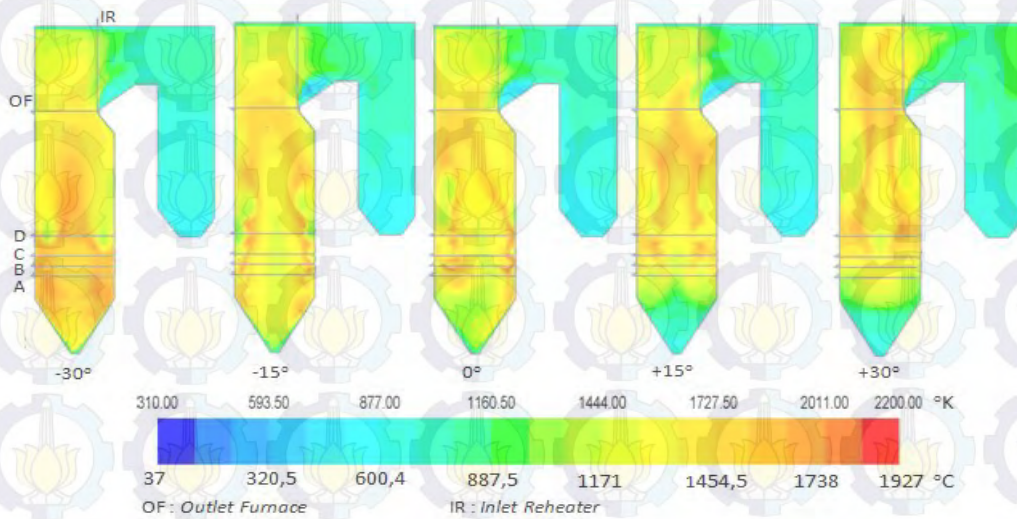 IR
OF
D
C
B
A
-30° -15° 0° +15° +30°
310.00 593.50 877.00 1160.50 1444.00 1727.50 2011.00 2200.00 °K
37 320,5 600,4 887,5 1171 1454,5 1738 1927 °C
OF : Outlet Furnace IR : Inlet Reheater